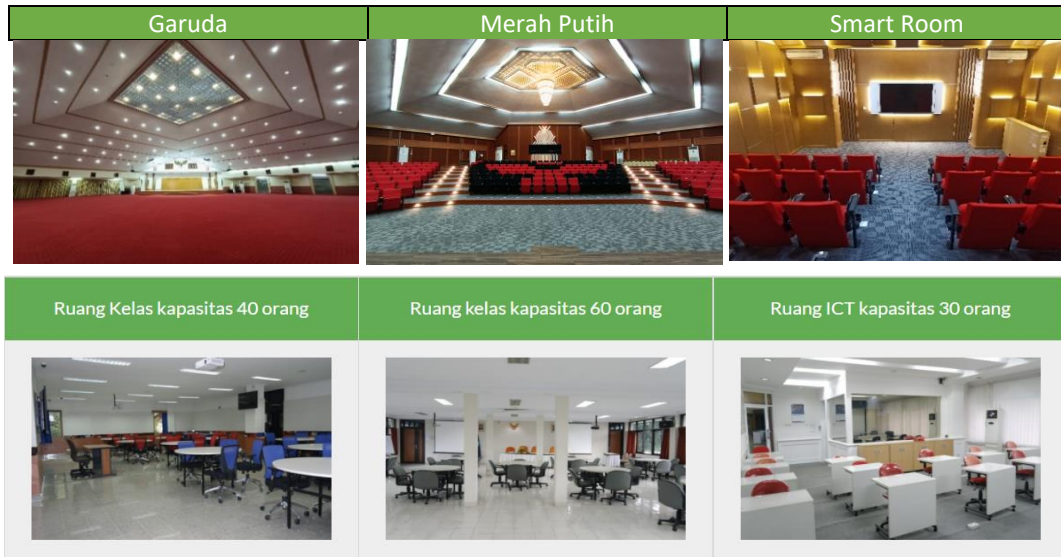 Garuda
Merah Putih
Smart Room
Ruang Kelas kapasitas 40 orang
Ruang kelas kapasitas 60 orang
Ruang ICT kapasitas 30 orang